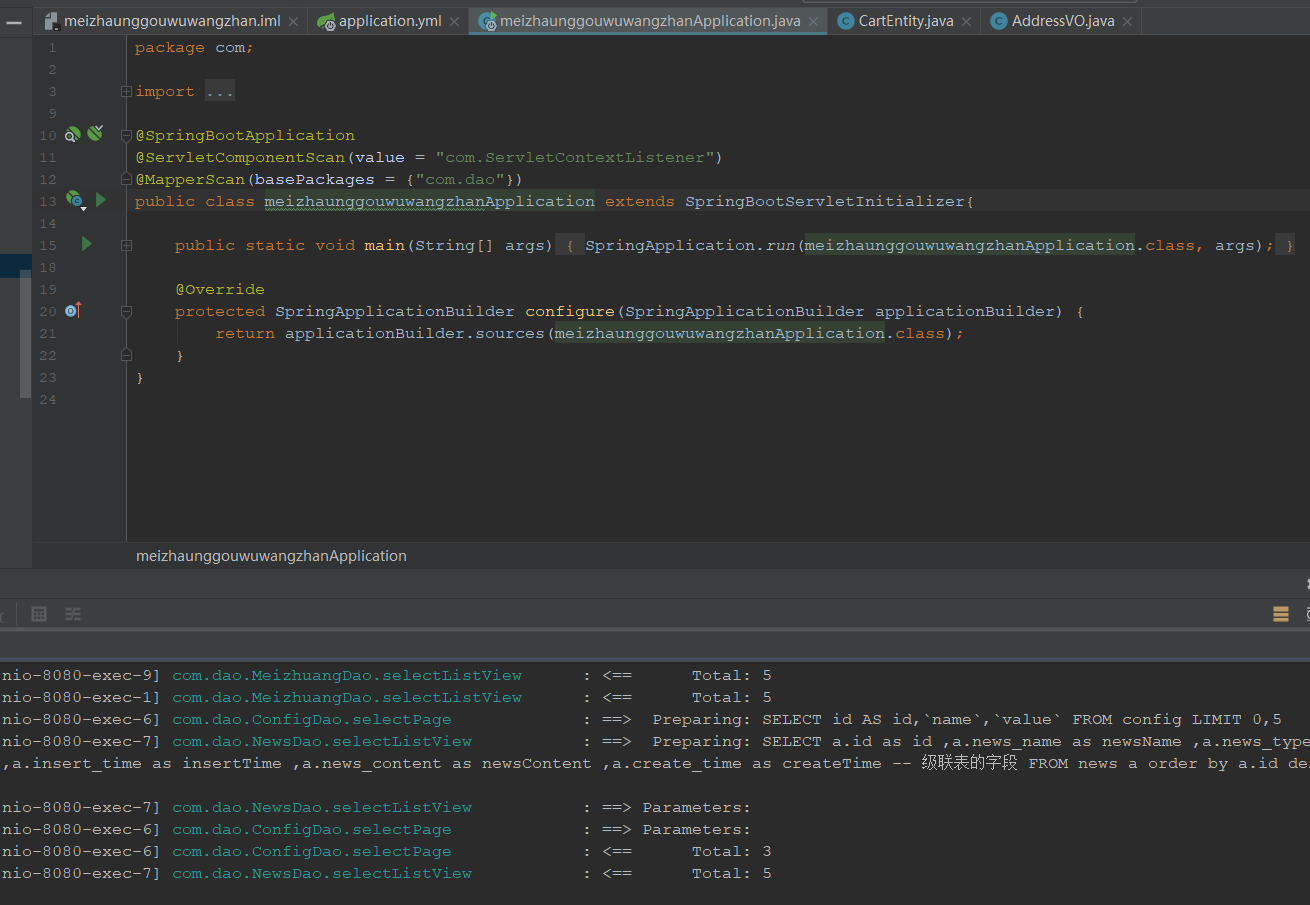 meizhaunggouwuwangzhan.iml application.yml meizhaunggouwuwangzhanApplication.java CartEntity.java AddressVO.java
1 package com;
2
3 import ...
9
10 @SpringBootApplication
11 @ServletComponentScan(value = "com.ServletContextListener")
12 @MapperScan(basePackages = {"com.dao"})
13 public class meizhaunggouwuwangzhanApplication extends SpringBootServletInitializer{
14
15 public static void main(String[] args) { SpringApplication.run(meizhaunggouwuwangzhanApplication.class, args); }
18
19 @Override
20 protected SpringApplicationBuilder configure(SpringApplicationBuilder applicationBuilder) {
21 return applicationBuilder.sources(meizhaunggouwuwangzhanApplication.class);
22 }
23 }
24
meizhaunggouwuwangzhanApplication
nio-8080-exec-9] com.dao.MeizhuangDao.selectListView : <== Total: 5
nio-8080-exec-1] com.dao.MeizhuangDao.selectListView : <== Total: 5
nio-8080-exec-6] com.dao.ConfigDao.selectPage : ==> Preparing: SELECT id AS id,`name`,`value` FROM config LIMIT 0,5
nio-8080-exec-7] com.dao.NewsDao.selectListView : ==> Preparing: SELECT a.id as id ,a.news_name as newsName ,a.news_type
,a.insert_time as insertTime ,a.news_content as newsContent ,a.create_time as createTime -- 级联表的字段 FROM news a order by a.id de
nio-8080-exec-7] com.dao.NewsDao.selectListView : ==> Parameters:
nio-8080-exec-6] com.dao.ConfigDao.selectPage : ==> Parameters:
nio-8080-exec-6] com.dao.ConfigDao.selectPage : <== Total: 3
nio-8080-exec-7] com.dao.NewsDao.selectListView : <== Total: 5